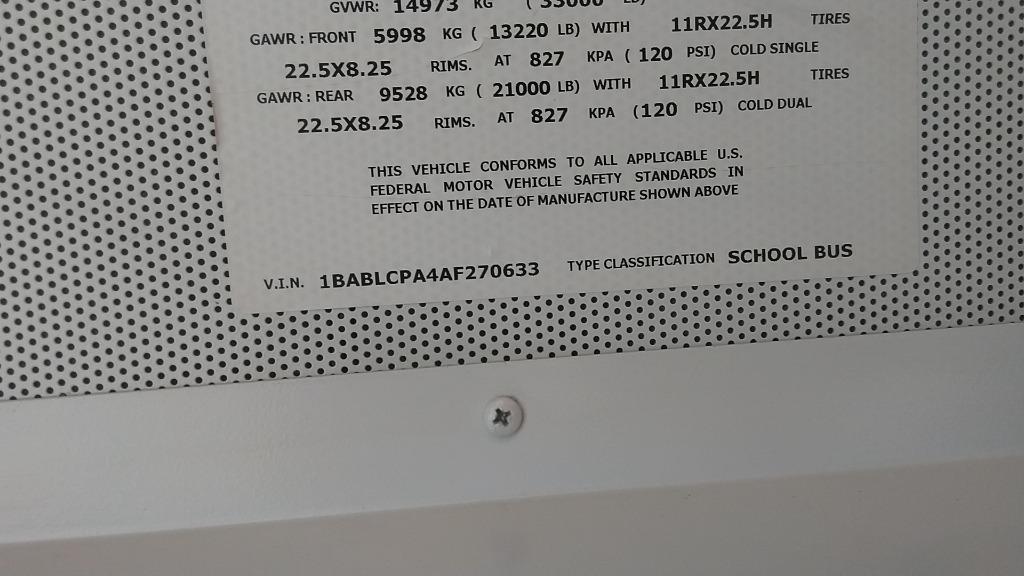 GVWR: 14973 KG ( 33000 LB)
GAWR : FRONT 5998 KG ( 13220 LB) WITH 11RX22.5H TIRES
22.5X8.25 RIMS. AT 827 KPA ( 120 PSI) COLD SINGLE
GAWR : REAR 9528 KG ( 21000 LB) WITH 11RX22.5H TIRES
22.5X8.25 RIMS. AT 827 KPA (120 PSI) COLD DUAL
THIS VEHICLE CONFORMS TO ALL APPLICABLE U.S.
FEDERAL MOTOR VEHICLE SAFETY STANDARDS IN
EFFECT ON THE DATE OF MANUFACTURE SHOWN ABOVE
V.I.N. 1BABLCPA4AF270633 TYPE CLASSIFICATION SCHOOL BUS